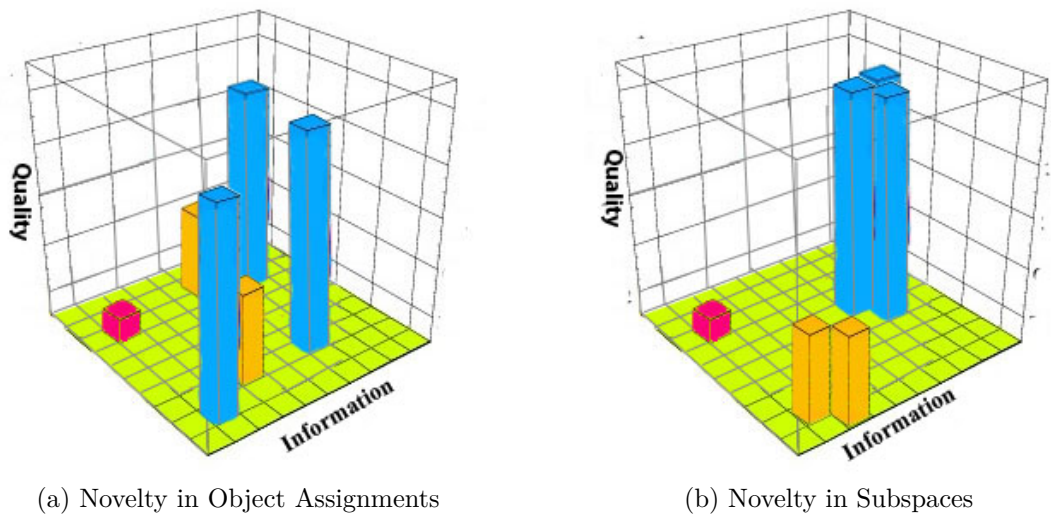 Quality
Information
Quality
Information
(a) Novelty in Object Assignments
(b) Novelty in Subspaces